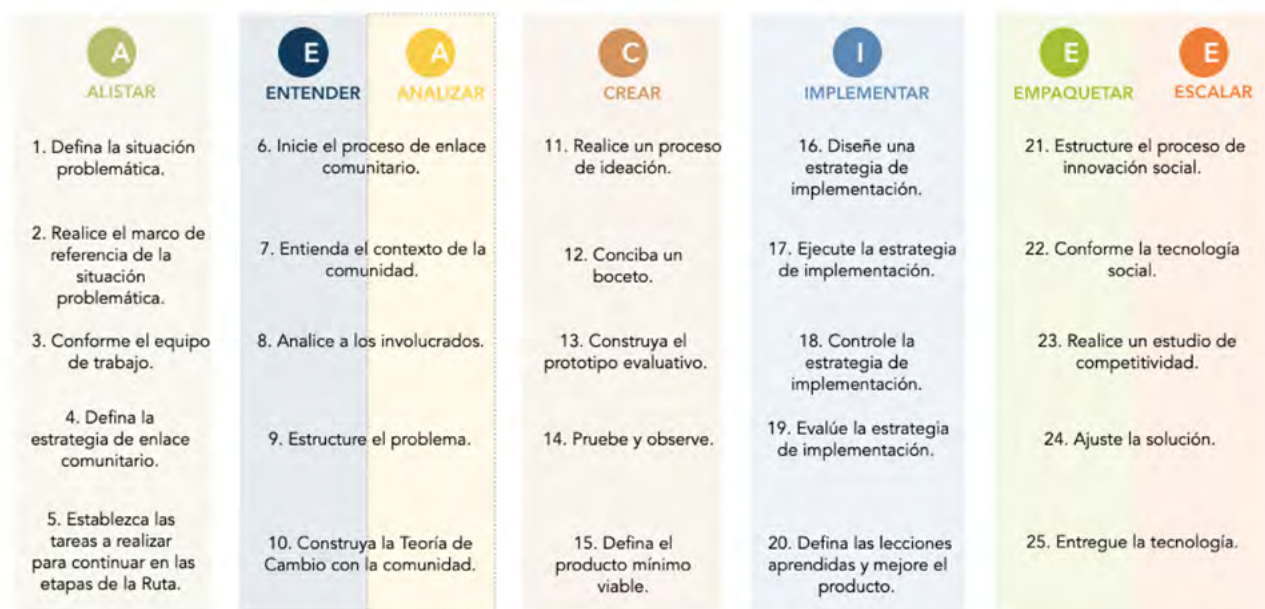 A
ALISTAR
1. Defina la situación
problemática.
2. Realice el marco de
referencia de la
situación
problemática.
3. Conforme el equipo
de trabajo.
4. Defina la
estrategia de enlace
comunitario.
5. Establezca las
tareas a realizar
para continuar en las
etapas de la Ruta.
E
ENTENDER
A
ANALIZAR
6. Inicie el proceso de enlace
comunitario.
7. Entienda el contexto de la
comunidad.
8. Analice a los involucrados.
9. Estructure el problema.
10. Construya la Teoría de
Cambio con la comunidad.
C
CREAR
11. Realice un proceso
de ideación.
12. Conciba un
boceto.
13. Construya el
prototipo evaluativo.
14. Pruebe y observe.
15. Defina el
producto mínimo
viable.
I
IMPLEMENTAR
16. Diseñe una
estrategia de
implementación.
17. Ejecute la estrategia
de implementación.
18. Controle la
estrategia de
implementación.
19. Evalúe la estrategia
de implementación.
20. Defina las lecciones
aprendidas y mejore el
producto.
E
EMPAQUETAR
E
ESCALAR
21. Estructure el proceso de
innovación social.
22. Conforme la tecnología
social.
23. Realice un estudio de
competitividad.
24. Ajuste la solución.
25. Entregue la tecnología.